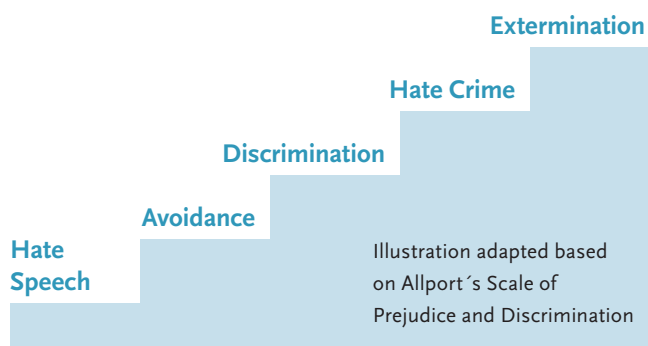 Extermination
Hate Crime
Discrimination
Avoidance
Hate
Speech
Illustration adapted based
on Allport´s Scale of
Prejudice and Discrimination